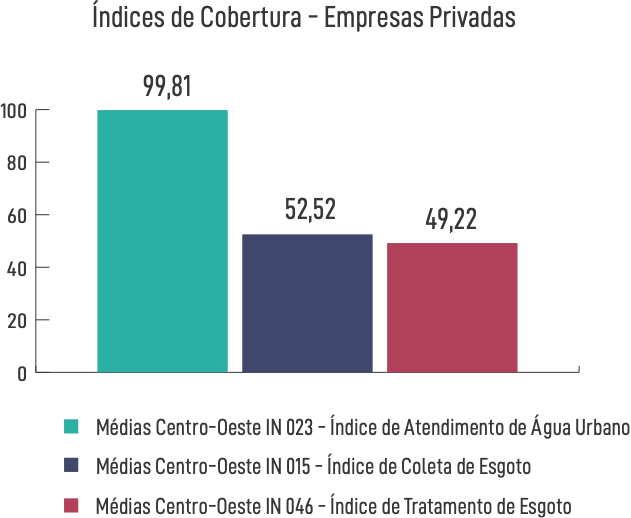 Índices de Cobertura - Empresas Privadas
99,81
52,52
49,22
100
80
60
40
20
0
Médias Centro-Oeste IN 023 - Índice de Atendimento de Água Urbano
Médias Centro-Oeste IN 015 - Índice de Coleta de Esgoto
Médias Centro-Oeste IN 046 - Índice de Tratamento de Esgoto